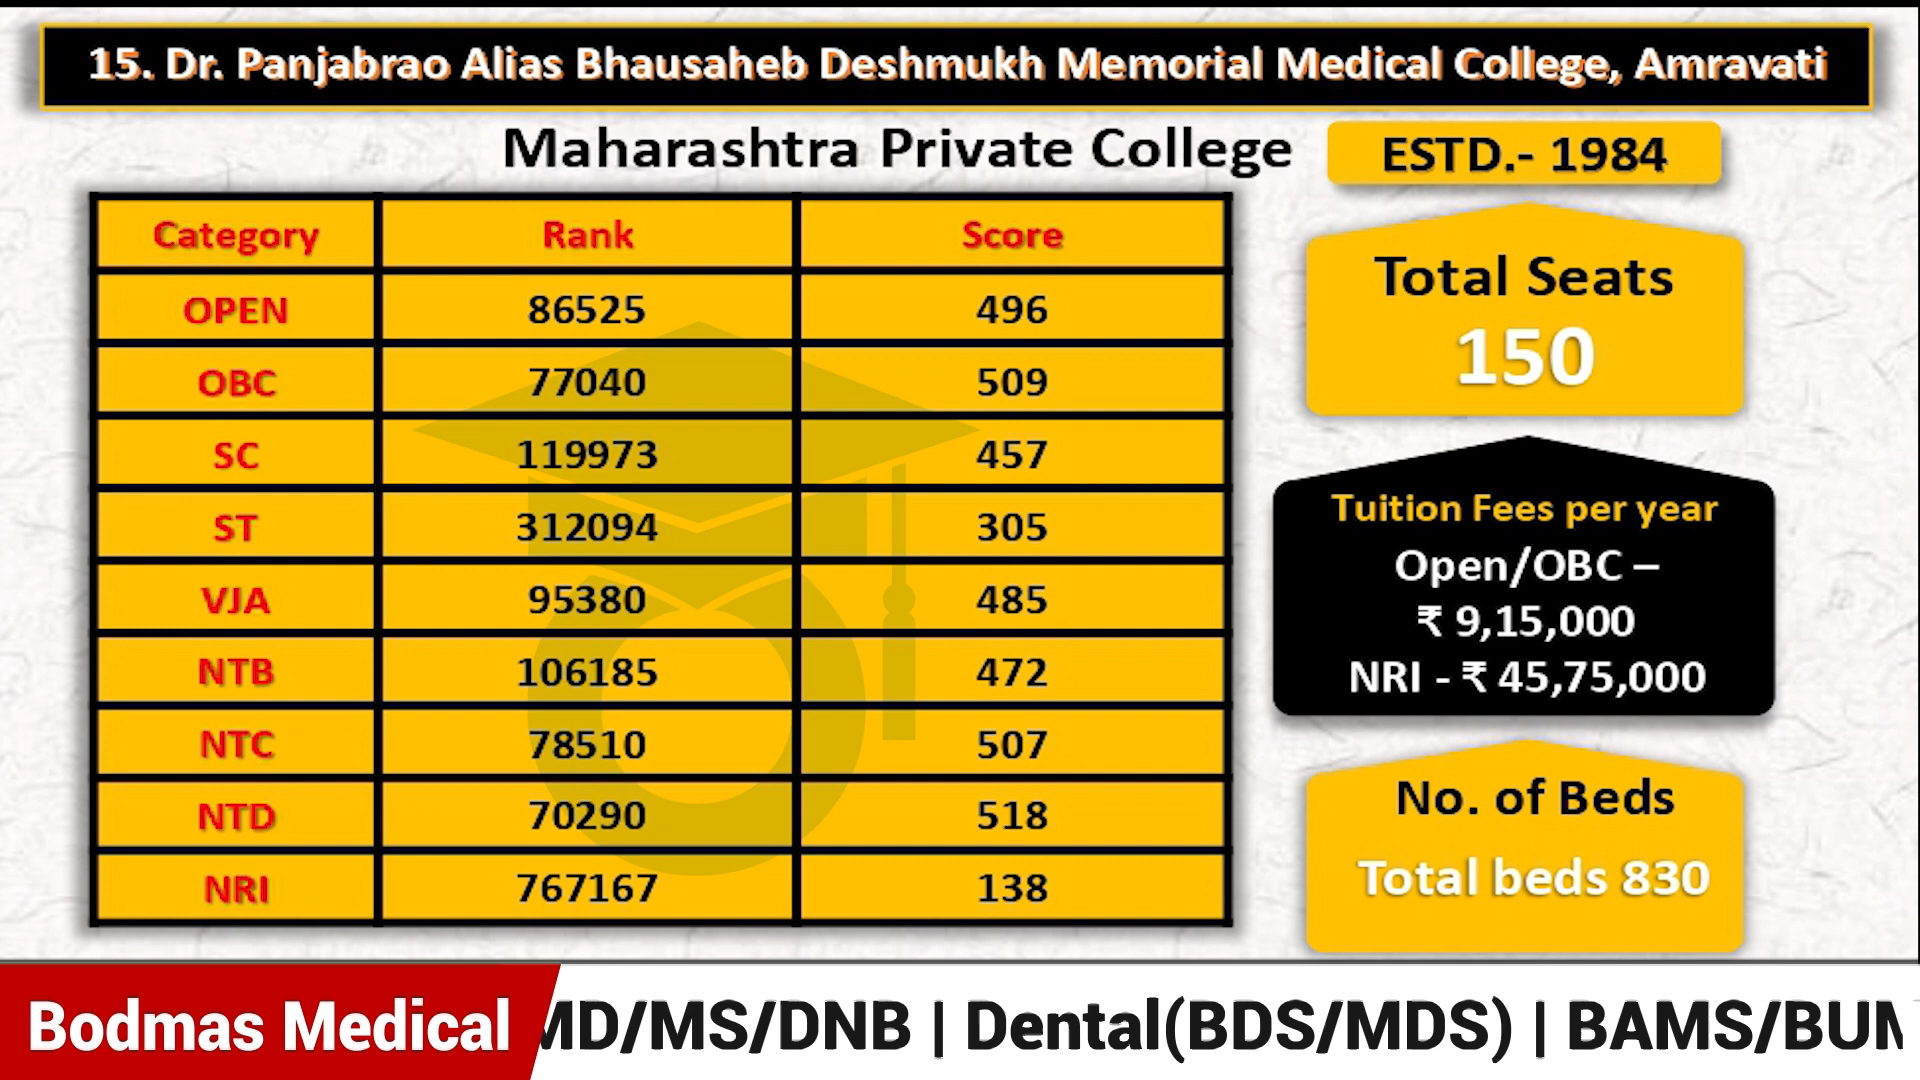 15. Dr. Panjabrao Alias Bhausaheb Deshmukh Memorial Medical College, Amravati
Maharashtra Private College
ESTD.- 1984
Category Rank Score
OPEN 86525 496
OBC 77040 509
SC 119973 457
ST 312094 305
VJA 95380 485
NTB 106185 472
NTC 78510 507
NTD 70290 518
NRI 767167 138
Total Seats
150
Tuition Fees per year
Open/OBC –
₹ 9,15,000
NRI - ₹ 45,75,000
No. of Beds
Total beds 830
Bodmas Medical
MD/MS/DNB | Dental(BDS/MDS) | BAMS/BUM